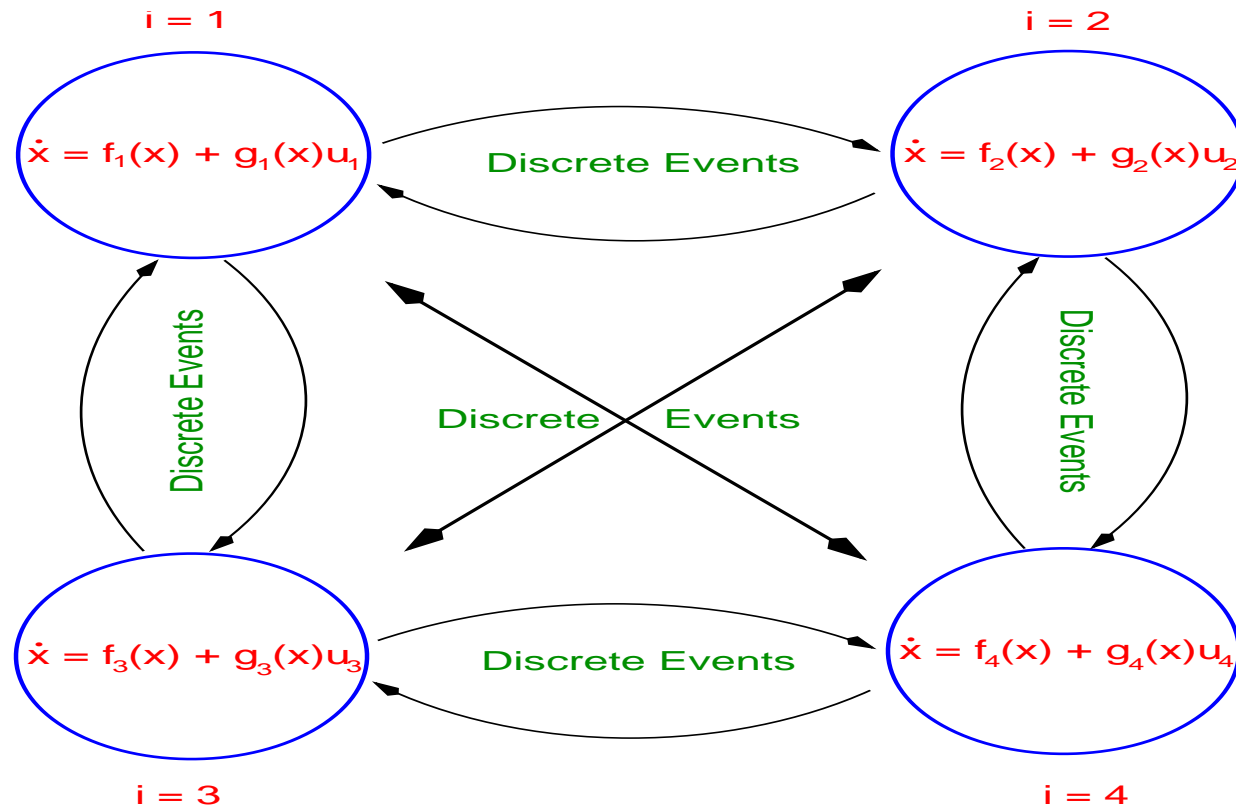 i = 1
i = 2
ẋ = f₁(x) + g₁(x)u₁
Discrete Events
ẋ = f₂(x) + g₂(x)u₂
Discrete Events
Discrete Events
Discrete Events
ẋ = f₃(x) + g₃(x)u₃
Discrete Events
ẋ = f₄(x) + g₄(x)u₄
i = 3
i = 4